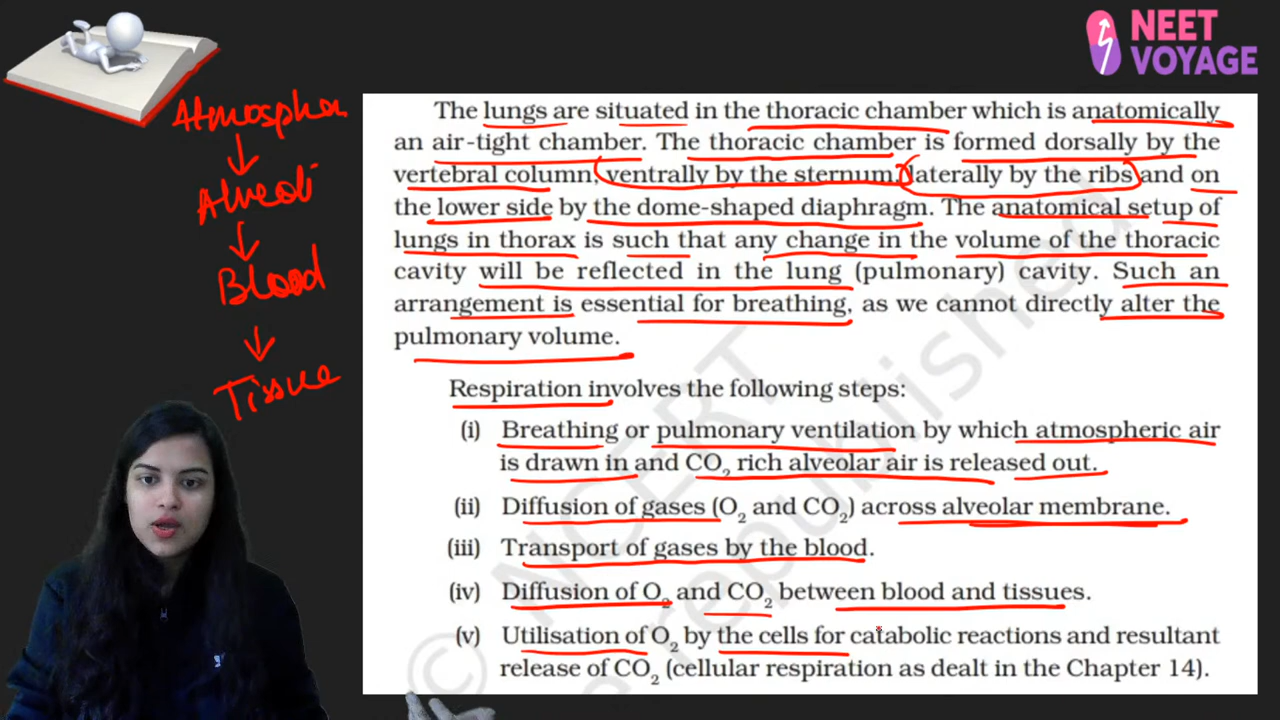 NEET
VOYAGE
Atmospher
↓
Alveoli
↓
Blood
↓
Tissue
The lungs are situated in the thoracic chamber which is anatomically
an air-tight chamber. The thoracic chamber is formed dorsally by the
vertebral column, ventrally by the sternum, laterally by the ribs and on
the lower side by the dome-shaped diaphragm. The anatomical setup of
lungs in thorax is such that any change in the volume of the thoracic
cavity will be reflected in the lung (pulmonary) cavity. Such an
arrangement is essential for breathing, as we cannot directly alter the
pulmonary volume.
Respiration involves the following steps:
(i) Breathing or pulmonary ventilation by which atmospheric air
is drawn in and CO₂ rich alveolar air is released out.
(ii) Diffusion of gases (O₂ and CO₂) across alveolar membrane.
(iii) Transport of gases by the blood.
(iv) Diffusion of O₂ and CO₂ between blood and tissues.
(v) Utilisation of O₂ by the cells for catabolic reactions and resultant
release of CO₂ (cellular respiration as dealt in the Chapter 14).
© NCERT
republished